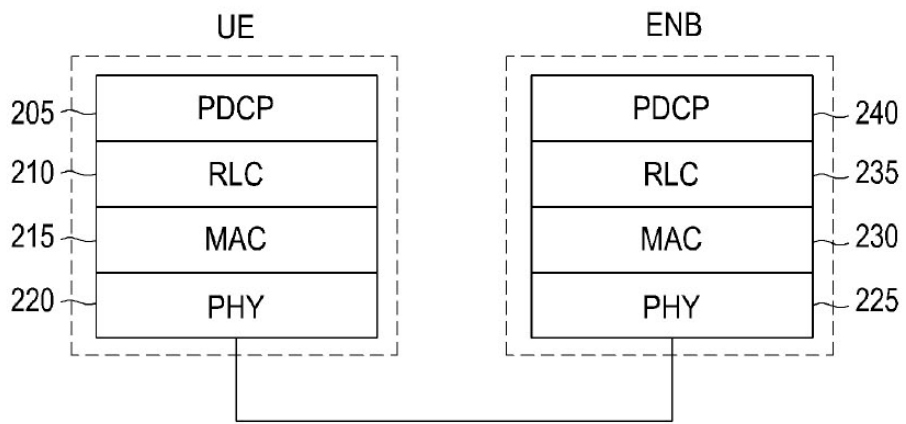 UE ENB
205 PDCP PDCP 240
210 RLC RLC 235
215 MAC MAC 230
220 PHY PHY 225